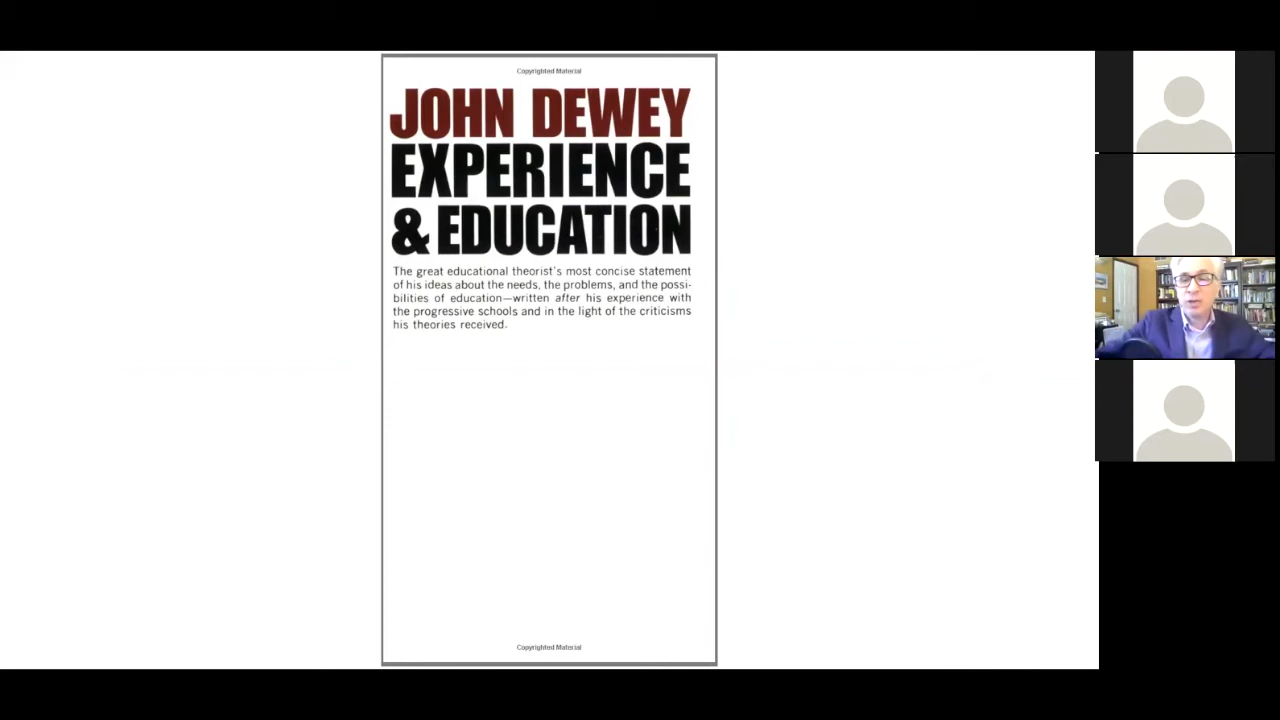 Copyrighted Material
JOHN DEWEY
EXPERIENCE
& EDUCATION
The great educational theorist's most concise statement
of his ideas about the needs, the problems, and the possi-
bilities of education—written after his experience with
the progressive schools and in the light of the criticisms
his theories received.
Copyrighted Material